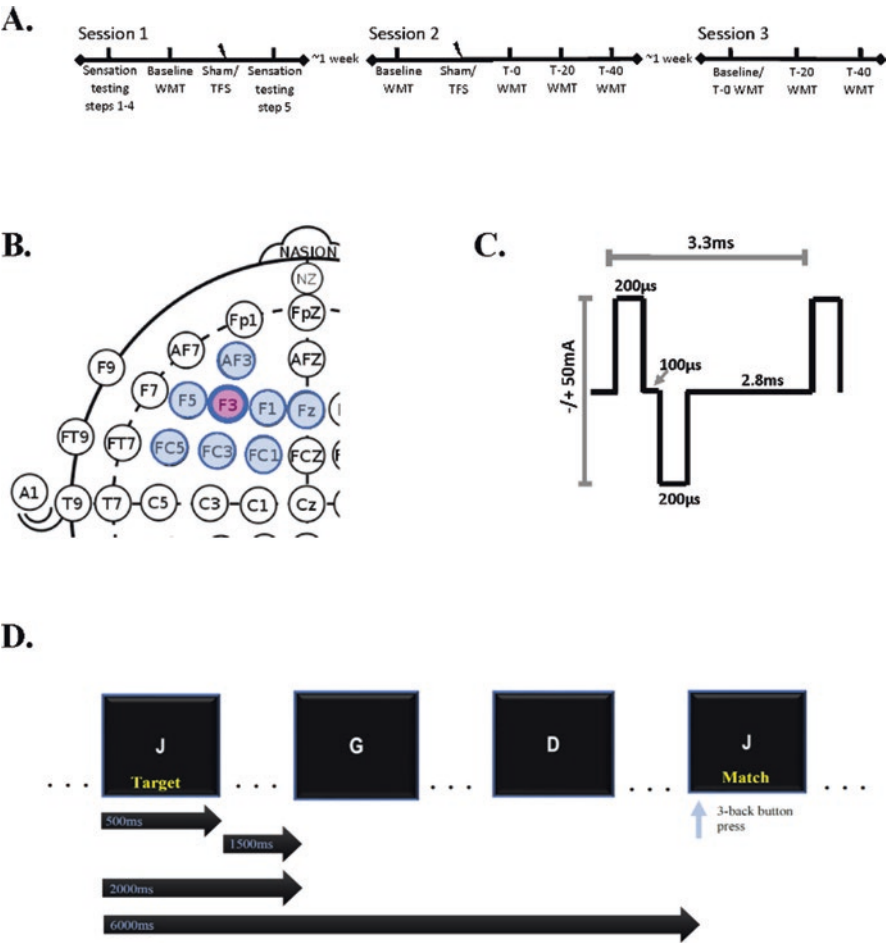 A.
Session 1
Session 2
Session 3
~1 week
~1 week
Sensation testing steps 1-4
Baseline WMT
Sham/ TFS
Sensation testing step 5
Baseline WMT
Sham/ TFS
T-0 WMT
T-20 WMT
T-40 WMT
Baseline/ T-0 WMT
T-20 WMT
T-40 WMT
B.
NASION
NZ
Fp1
FpZ
AF7
AF3
AFZ
F9
F7
F5
F3
F1
Fz
FT9
FT7
FC5
FC3
FC1
FCZ
A1
T9
T7
C5
C3
C1
Cz
C.
3.3ms
200µs
100µs
2.8ms
-/+ 50mA
200µs
D.
J
G
D
J
Target
Match
. . .
. . .
. . .
. . .
. . .
500ms
3-back button
press
1500ms
2000ms
6000ms